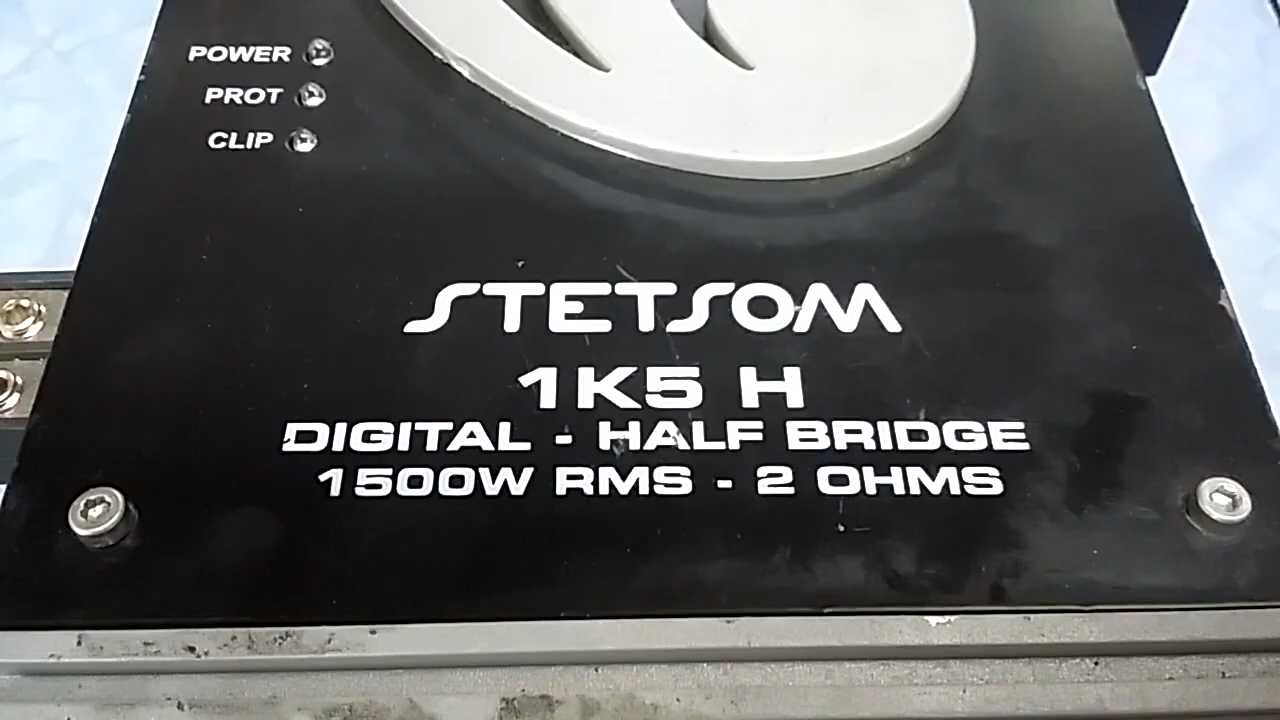 POWER
PROT
CLIP
STETSOM
1K5 H
DIGITAL - HALF BRIDGE
1500W RMS - 2 OHMS